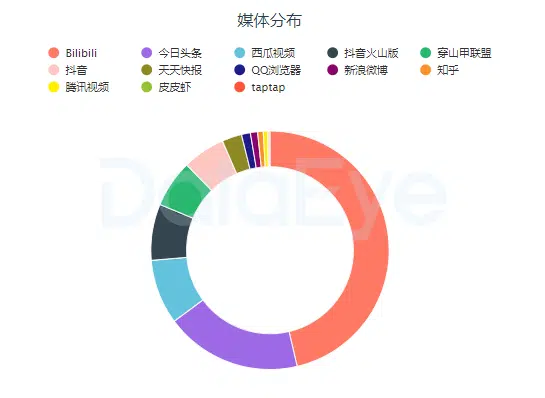 媒体分布
Bilibili 今日头条 西瓜视频 抖音火山版 穿山甲联盟
抖音 天天快报 QQ浏览器 新浪微博 知乎
腾讯视频 皮皮虾 taptap
DataEye